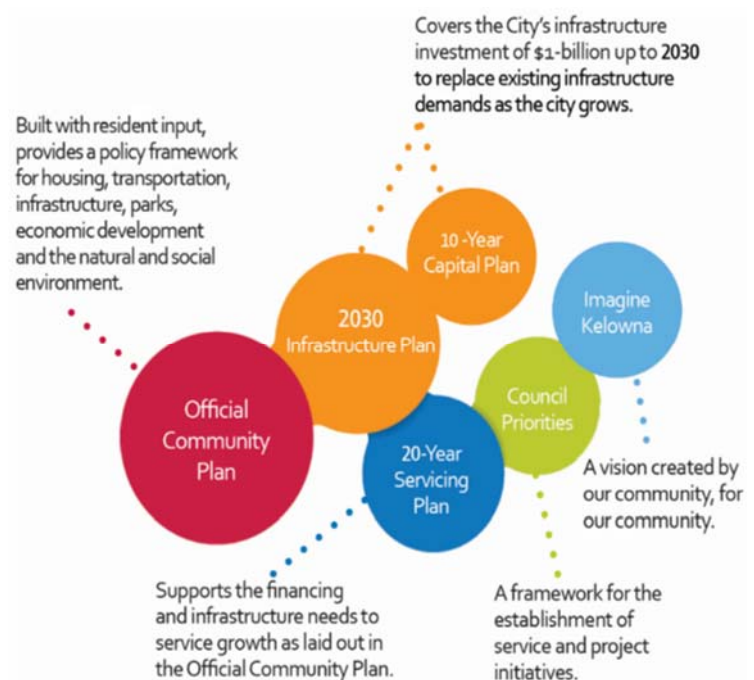 Covers the City's infrastructure
investment of $1-billion up to 2030
to replace existing infrastructure
demands as the city grows.
Built with resident input,
provides a policy framework
for housing, transportation,
infrastructure, parks,
economic development
and the natural and social
environment.
10 -Year
Capital Plan
Imagine
Kelowna
2030
Infrastructure Plan
Council
Priorities
Official
Community
Plan
20-Year
Servicing
Plan
A vision created by
our community, for
our community.
Supports the financing
and infrastructure needs to
service growth as laid out in
the Official Community Plan.
A framework for the
establishment of
service and project
initiatives.